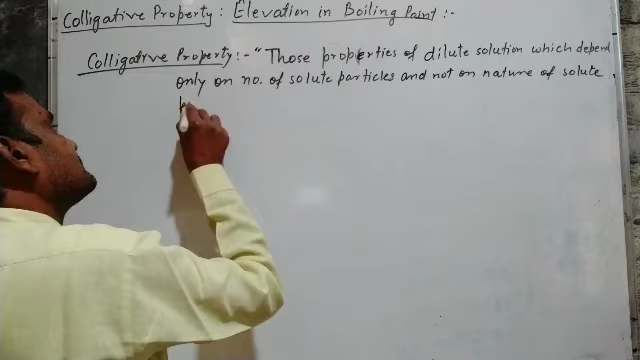 Colligative Property : Elevation in Boiling Point :-
Colligative Property :- " Those properties of dilute solution which depend
only on no. of solute particles and not on nature of solute